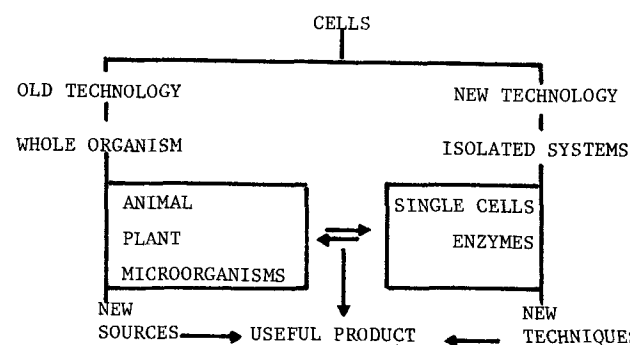 CELLS
OLD TECHNOLOGY
NEW TECHNOLOGY
WHOLE ORGANISM
ISOLATED SYSTEMS
ANIMAL
PLANT
MICROORGANISMS
SINGLE CELLS
ENZYMES
NEW
SOURCES
USEFUL PRODUCT
NEW
TECHNIQUES